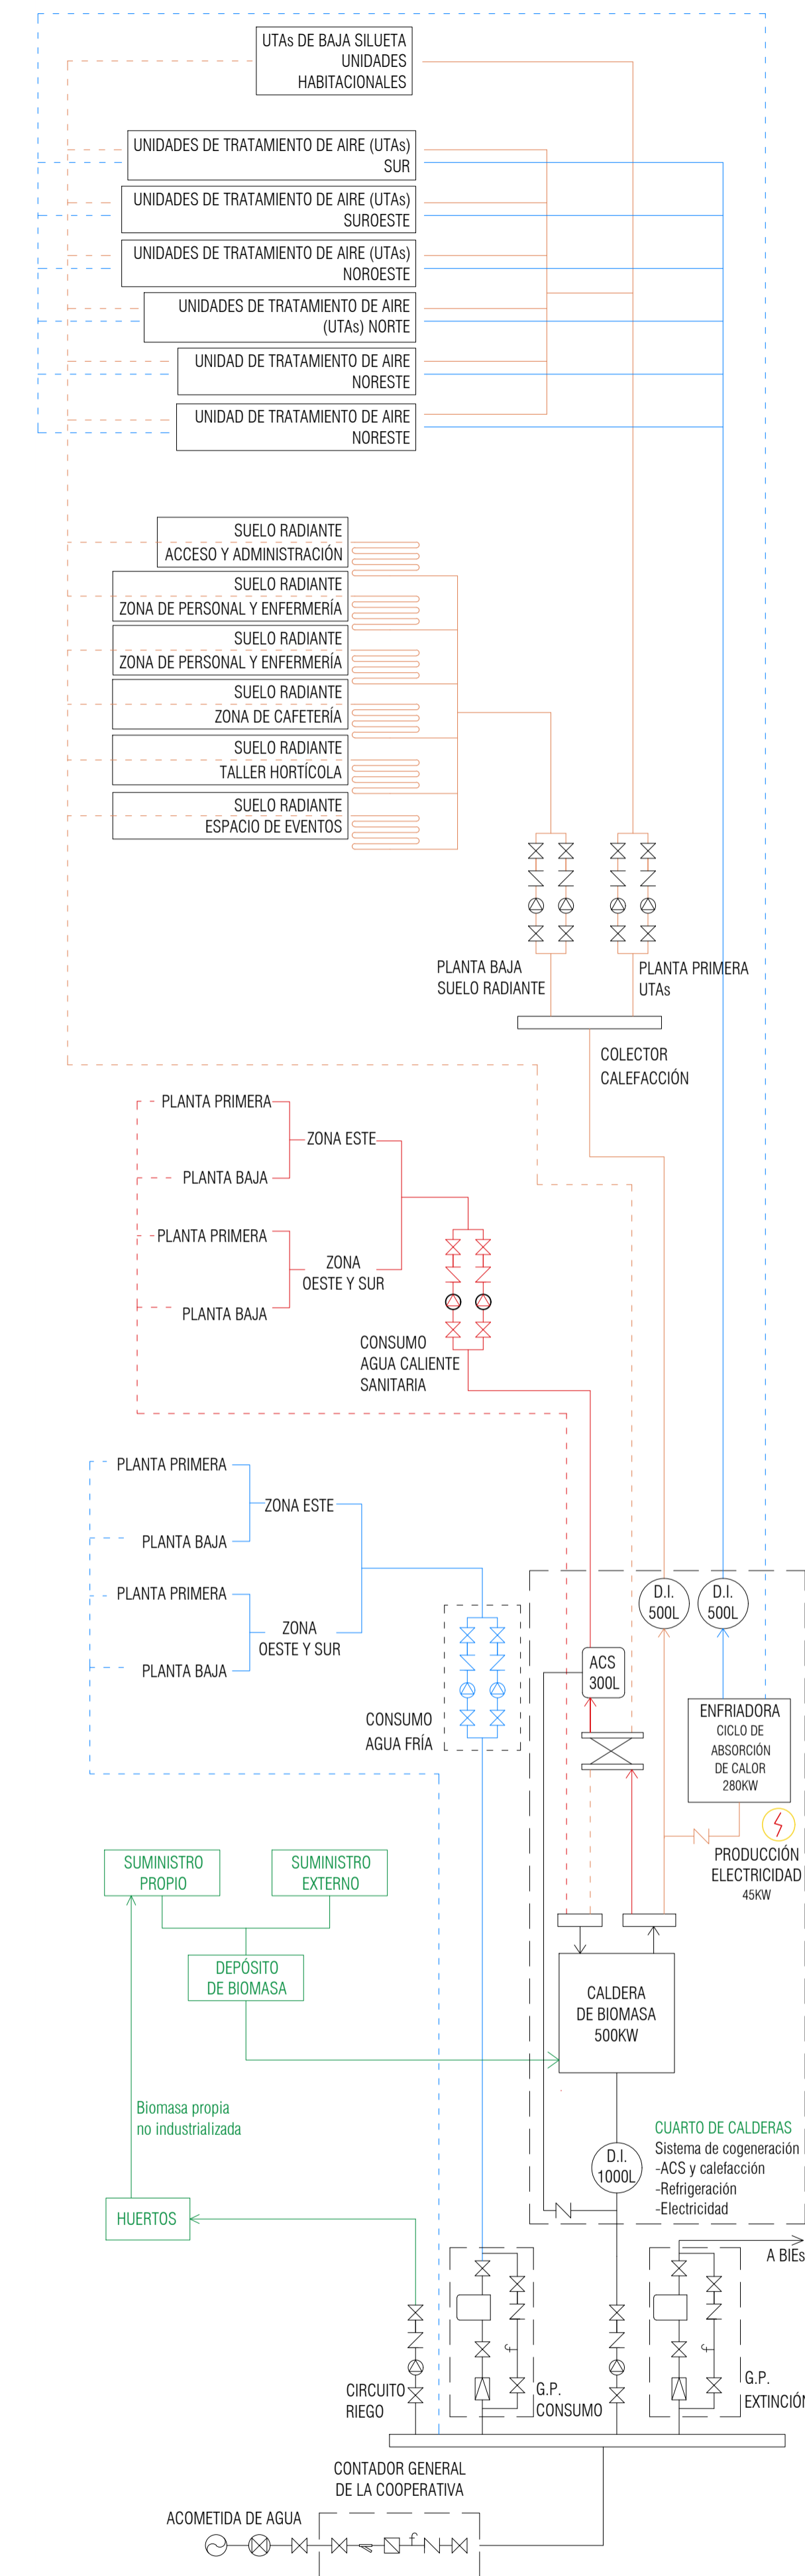 UTAs DE BAJA SILUETA
UNIDADES
HABITACIONALES
UNIDADES DE TRATAMIENTO DE AIRE (UTAs)
SUR
UNIDADES DE TRATAMIENTO DE AIRE (UTAs)
SUROESTE
UNIDADES DE TRATAMIENTO DE AIRE (UTAs)
NOROESTE
UNIDADES DE TRATAMIENTO DE AIRE
(UTAs) NORTE
UNIDAD DE TRATAMIENTO DE AIRE
NORESTE
UNIDAD DE TRATAMIENTO DE AIRE
NORESTE
SUELO RADIANTE
ACCESO Y ADMINISTRACIÓN
SUELO RADIANTE
ZONA DE PERSONAL Y ENFERMERÍA
SUELO RADIANTE
ZONA DE PERSONAL Y ENFERMERÍA
SUELO RADIANTE
ZONA DE CAFETERÍA
SUELO RADIANTE
TALLER HORTÍCOLA
SUELO RADIANTE
ESPACIO DE EVENTOS
PLANTA BAJA
SUELO RADIANTE
PLANTA PRIMERA
UTAs
COLECTOR
CALEFACCIÓN
PLANTA PRIMERA
ZONA ESTE
PLANTA BAJA
PLANTA PRIMERA
ZONA
OESTE Y SUR
PLANTA BAJA
CONSUMO
AGUA CALIENTE
SANITARIA
PLANTA PRIMERA
ZONA ESTE
PLANTA BAJA
PLANTA PRIMERA
ZONA
OESTE Y SUR
PLANTA BAJA
CONSUMO
AGUA FRÍA
D.I.
500L
D.I.
500L
ACS
300L
ENFRIADORA
CICLO DE
ABSORCIÓN
DE CALOR
280KW
PRODUCCIÓN
ELECTRICIDAD
45KW
SUMINISTRO
PROPIO
SUMINISTRO
EXTERNO
DEPÓSITO
DE BIOMASA
CALDERA
DE BIOMASA
500KW
Biomasa propia
no industrializada
HUERTOS
D.I.
1000L
CUARTO DE CALDERAS
Sistema de cogeneración
-ACS y calefacción
-Refrigeración
-Electricidad
A BIEs
CIRCUITO
RIEGO
G.P.
CONSUMO
G.P.
EXTINCIÓN
CONTADOR GENERAL
DE LA COOPERATIVA
ACOMETIDA DE AGUA